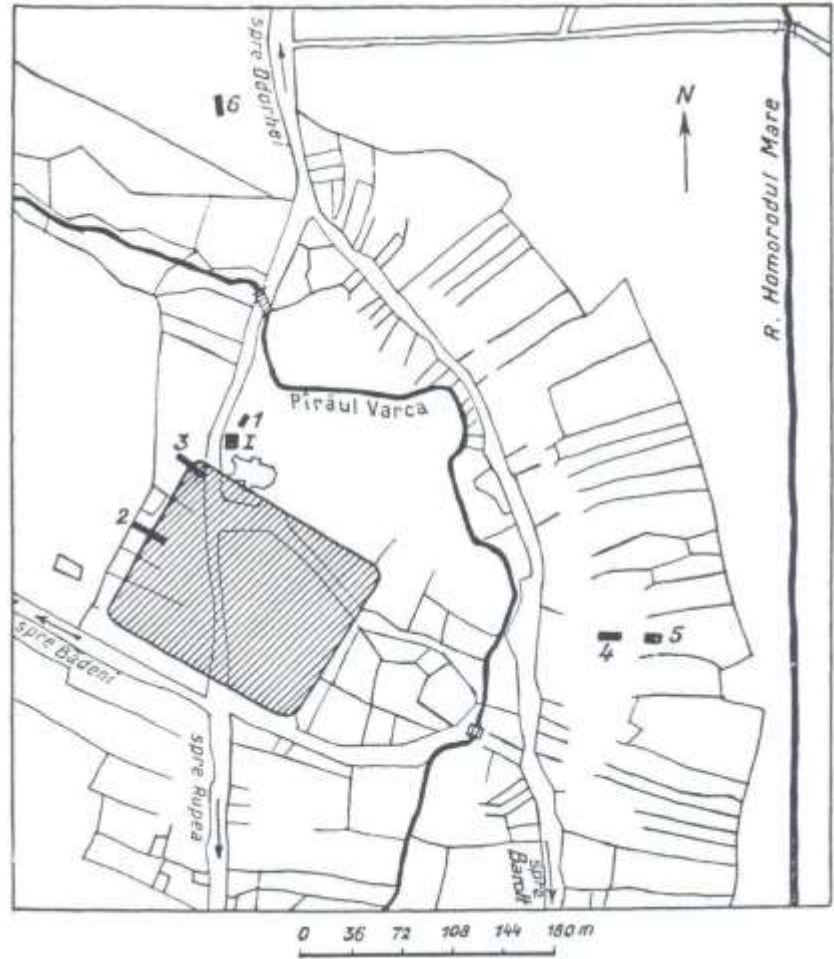 spre Odorhei
6
N
R. Homorodul Mare
Pîrăul Varca
1
I
3
2
4
5
spre Bădeni
spre Rupea
spre
Baraolt
0 36 72 108 144 180 m